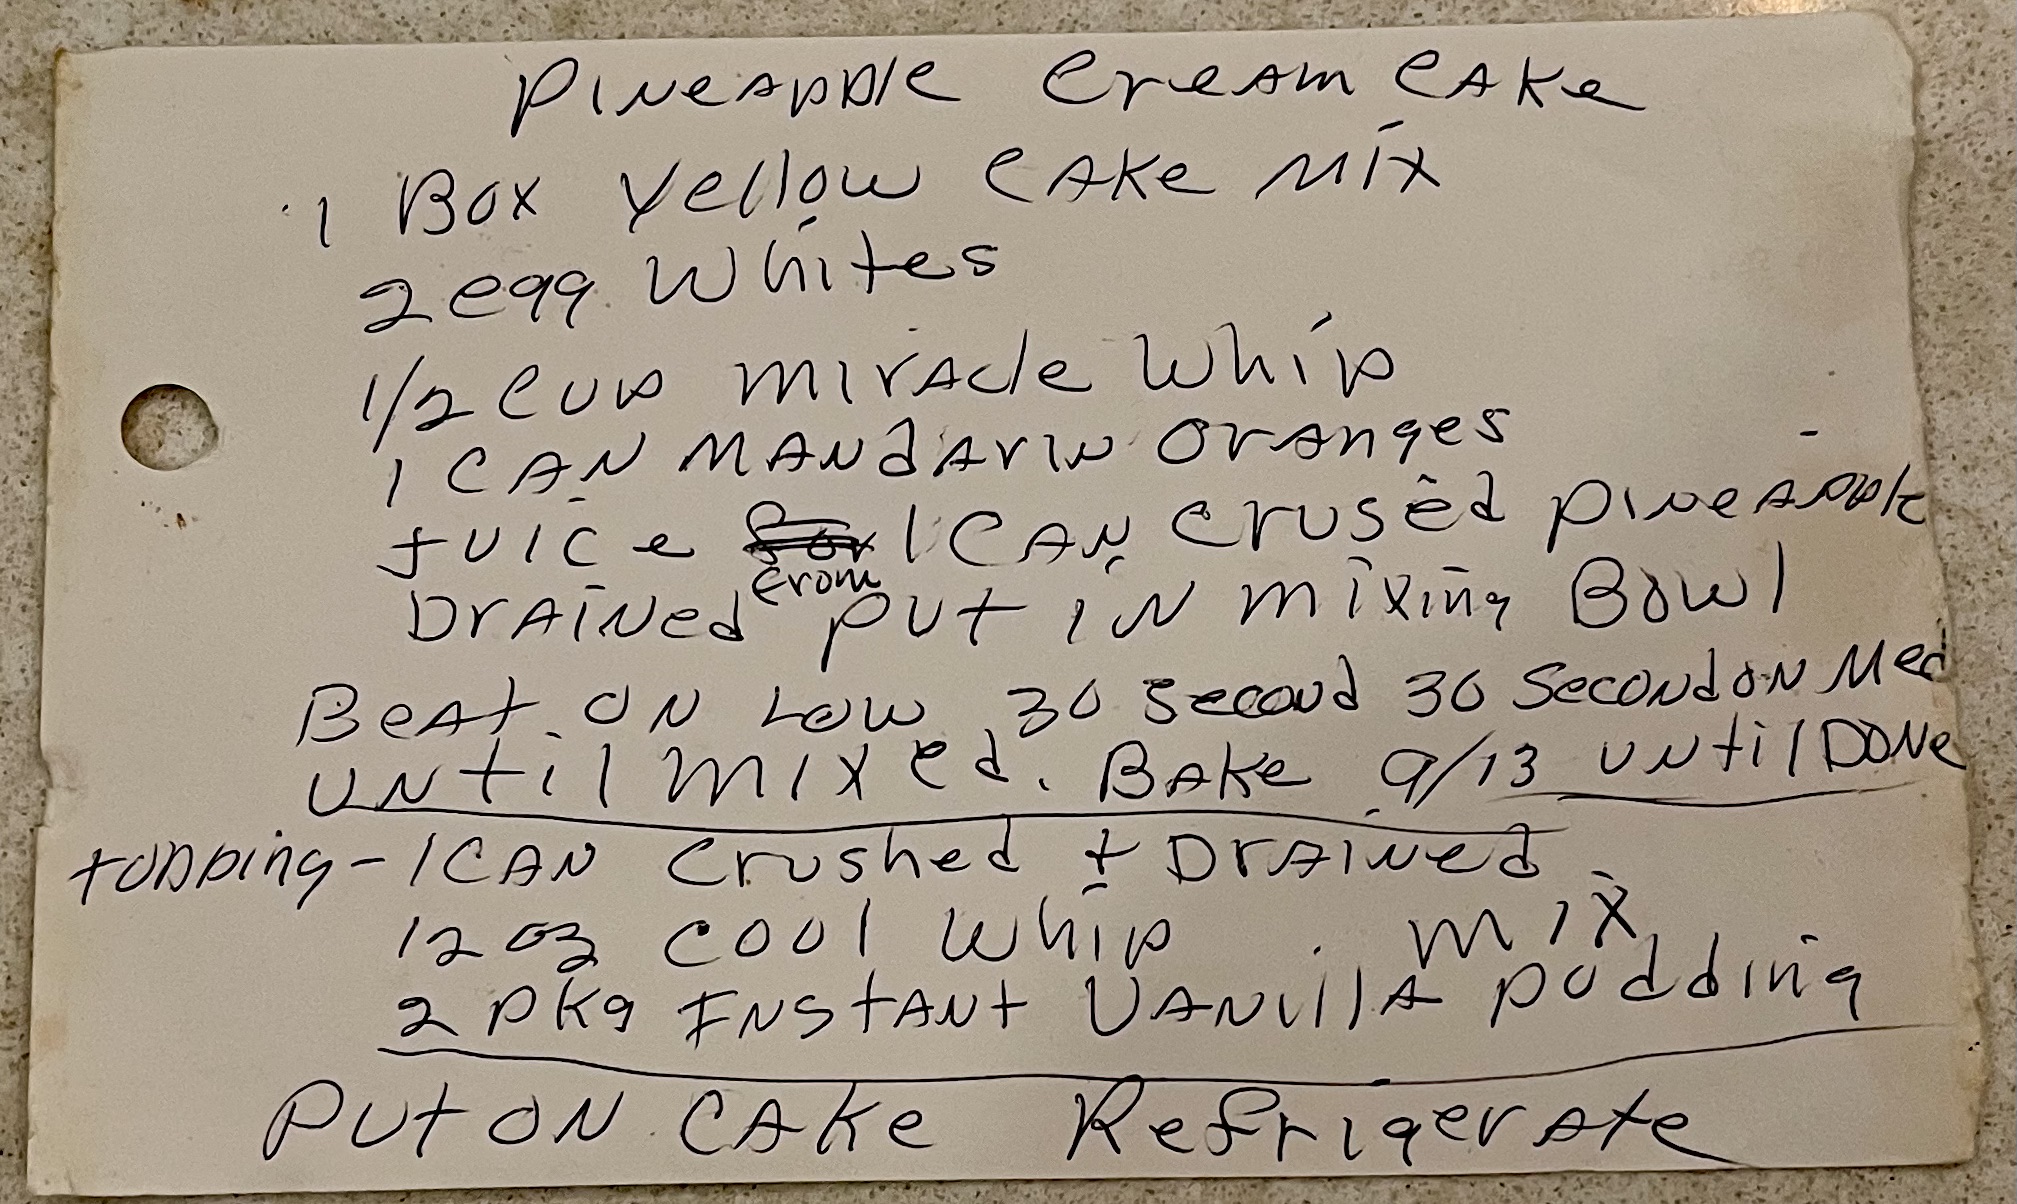 Pineapple Cream Cake
1 Box Yellow Cake Mix
2 egg Whites
1/2 Cup Miracle Whip
1 CAN MANdArin OrAnges
Juice from 1 CAN Crused Pineapple
DrAined put in mixing Bowl
BeAt ON Low 30 Second 30 Second ON Med
UNtil mixed. BAke 9/13 UNtil DONe
topping - 1 CAN Crushed + DrAined
12 oz Cool Whip mix
2 pkg INstANt VANillA pudding
Put ON CAke Refrigerate